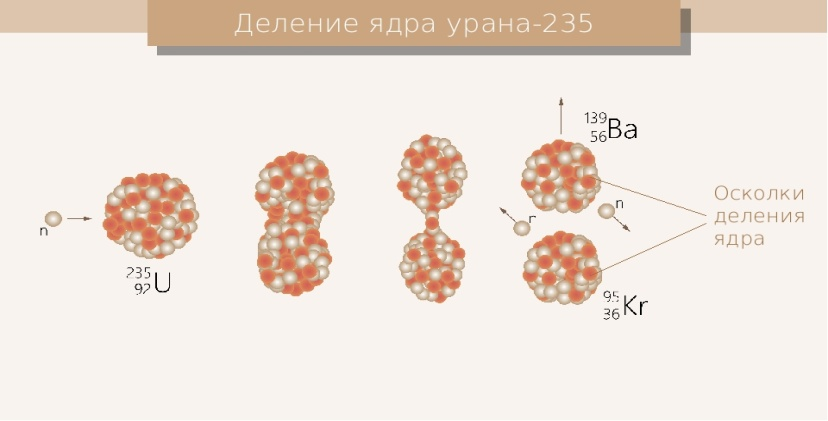 Деление ядра урана-235
139
56Ba
n
n
Осколки
деления
ядра
n
235
92U
95
36Kr